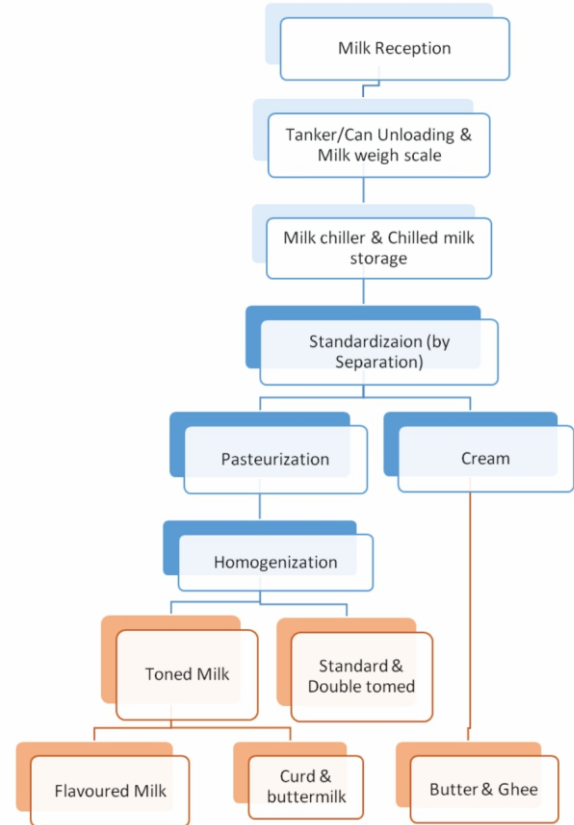 Milk Reception
Tanker/Can Unloading &
Milk weigh scale
Milk chiller & Chilled milk
storage
Standardizaion (by
Separation)
Pasteurization
Cream
Homogenization
Toned Milk
Standard &
Double tomed
Flavoured Milk
Curd &
buttermilk
Butter & Ghee